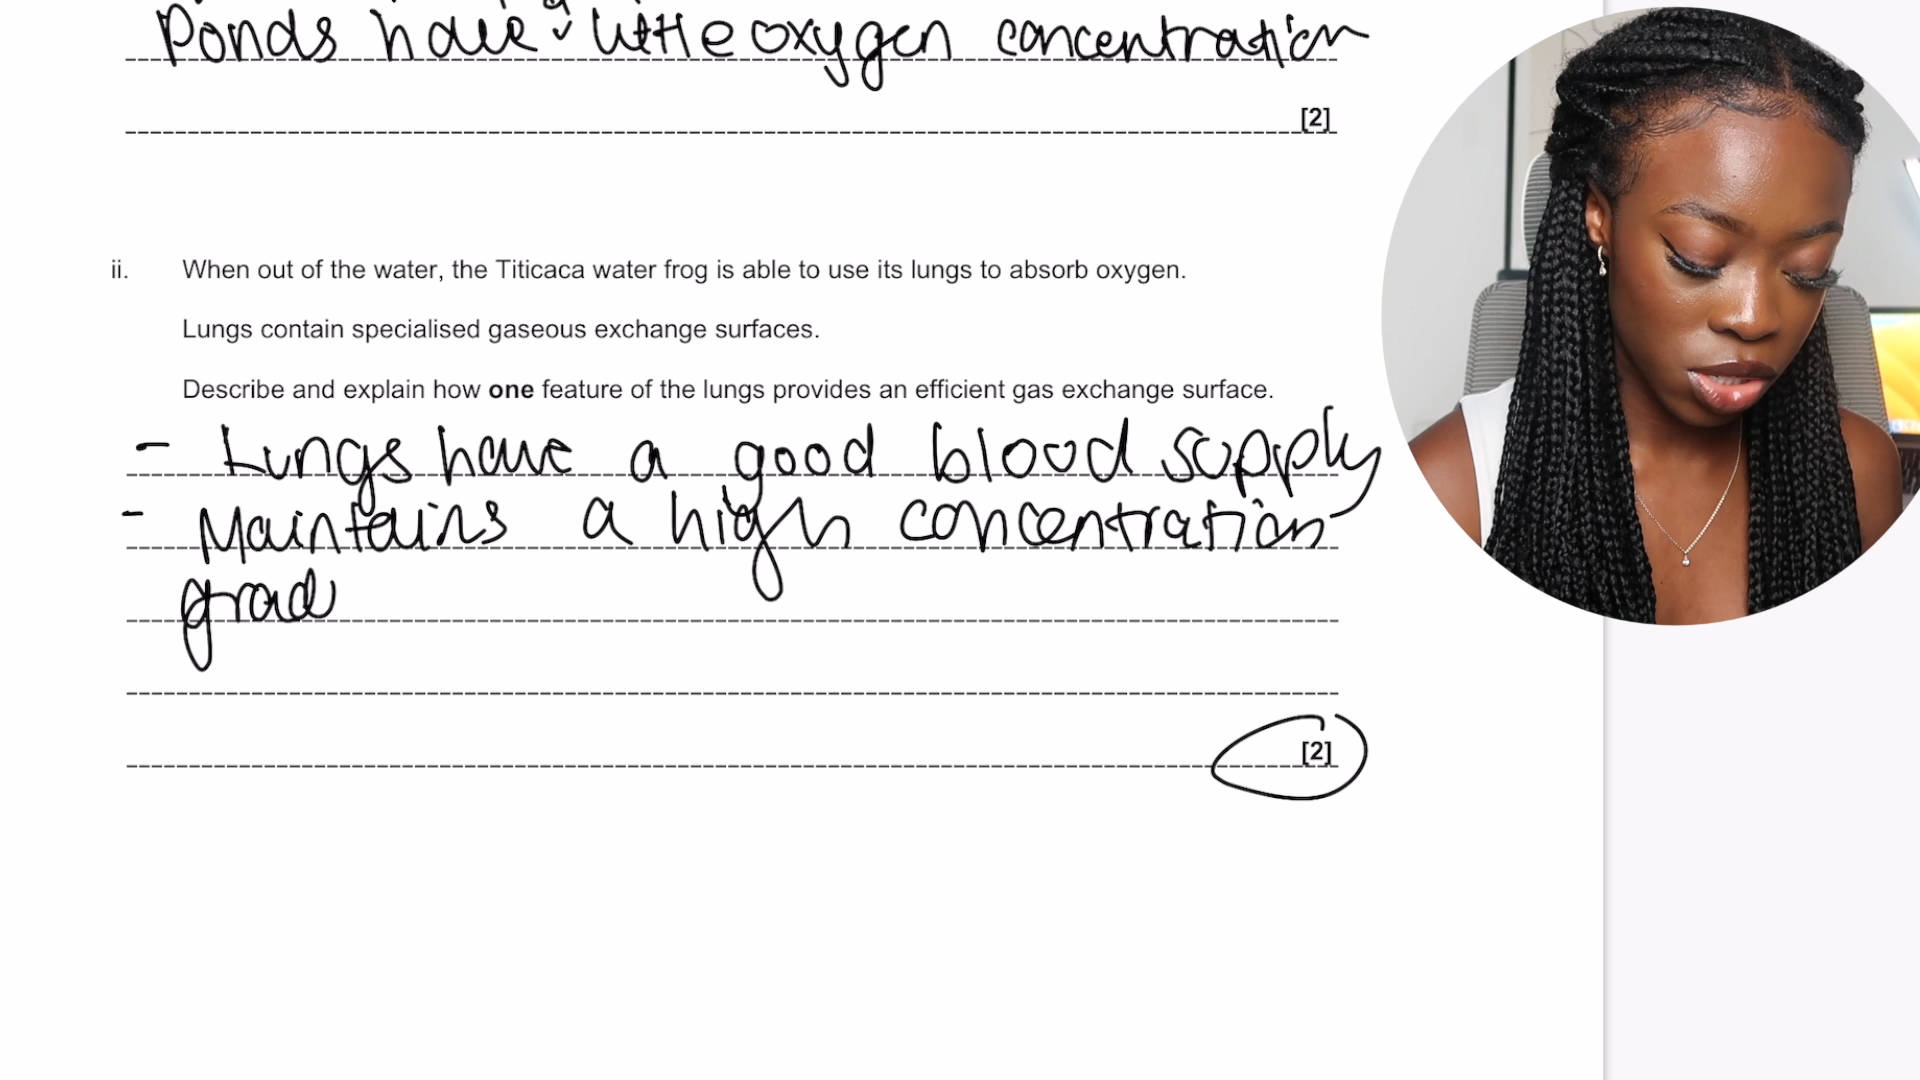 Ponds have a little oxygen concentration
[2]
ii. When out of the water, the Titicaca water frog is able to use its lungs to absorb oxygen.
Lungs contain specialised gaseous exchange surfaces.
Describe and explain how one feature of the lungs provides an efficient gas exchange surface.
- Lungs have a good blood supply
- Maintains a high concentration
grad
[2]